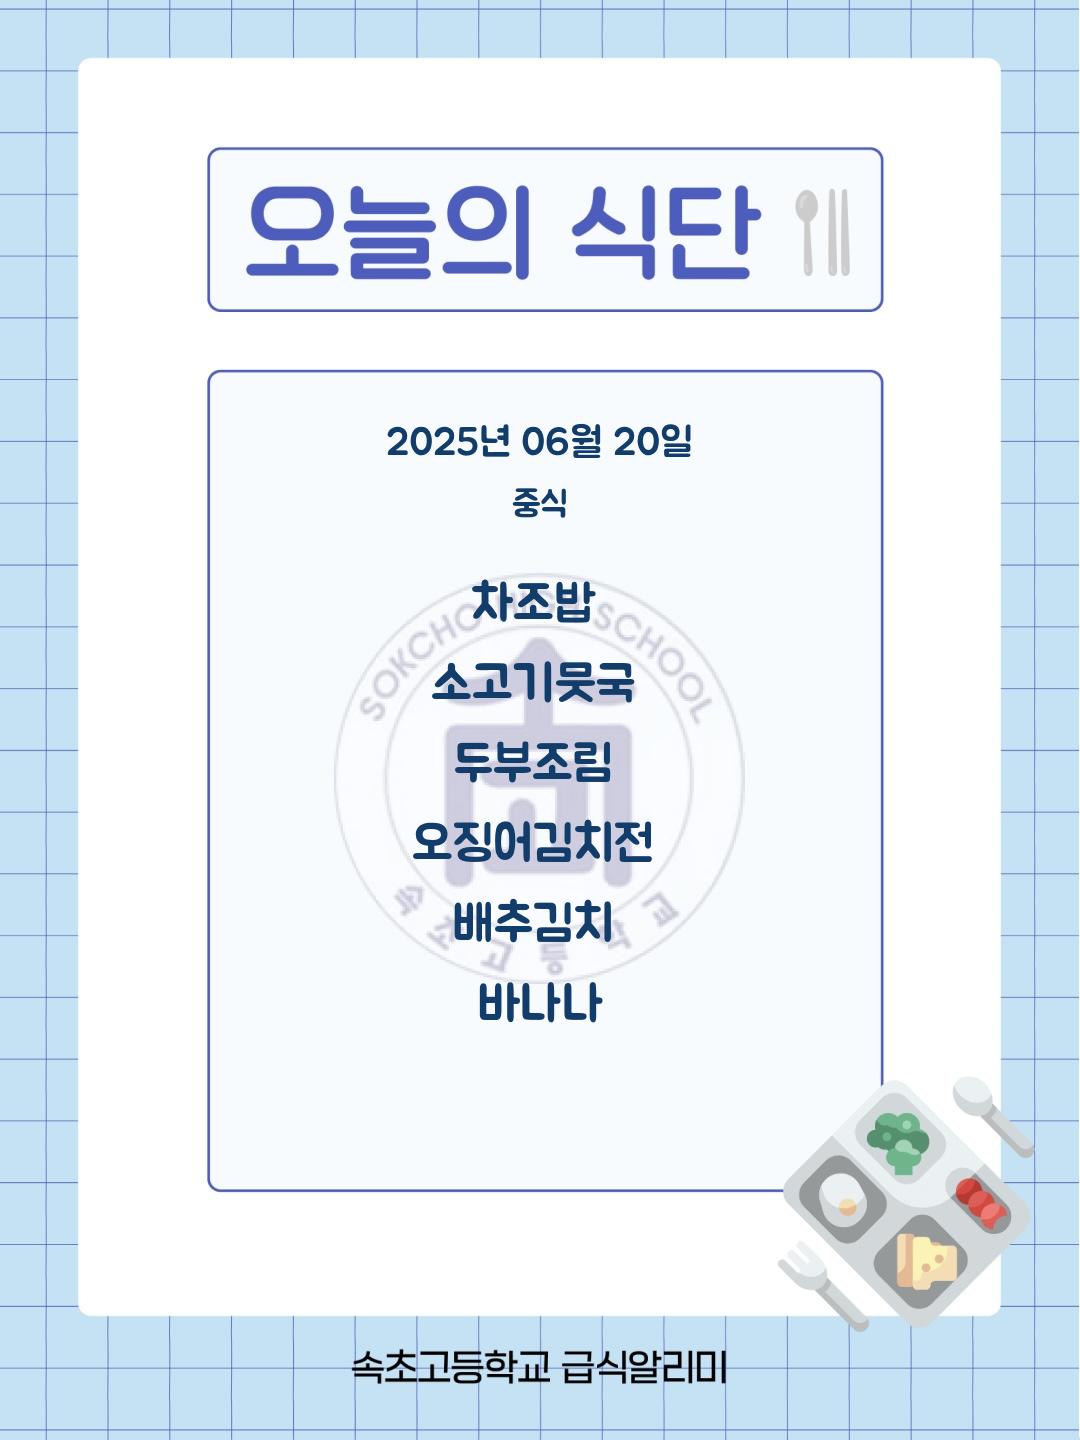 오늘의 식단
2025년 06월 20일
중식
차조밥
소고기뭇국
두부조림
오징어김치전
배추김치
바나나
SOKCHO HIGH SCHOOL
속초고등학교
속초고등학교 급식알리미